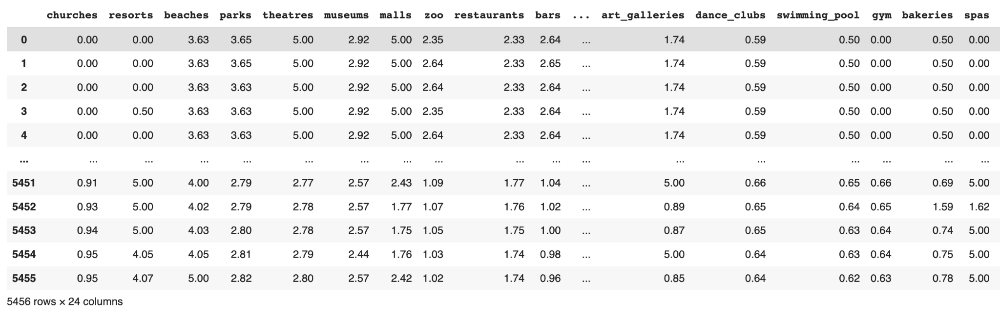 churches resorts beaches parks theatres museums malls zoo restaurants bars ... art_galleries dance_clubs swimming_pool gym bakeries spas
0 0.00 0.00 3.63 3.65 5.00 2.92 5.00 2.35 2.33 2.64 ... 1.74 0.59 0.50 0.00 0.50 0.00
1 0.00 0.00 3.63 3.65 5.00 2.92 5.00 2.64 2.33 2.65 ... 1.74 0.59 0.50 0.00 0.50 0.00
2 0.00 0.00 3.63 3.63 5.00 2.92 5.00 2.64 2.33 2.64 ... 1.74 0.59 0.50 0.00 0.50 0.00
3 0.00 0.50 3.63 3.63 5.00 2.92 5.00 2.35 2.33 2.64 ... 1.74 0.59 0.50 0.00 0.50 0.00
4 0.00 0.00 3.63 3.63 5.00 2.92 5.00 2.64 2.33 2.64 ... 1.74 0.59 0.50 0.00 0.50 0.00
... ... ... ... ... ... ... ... ... ... ... ... ... ... ... ... ... ...
5451 0.91 5.00 4.00 2.79 2.77 2.57 2.43 1.09 1.77 1.04 ... 5.00 0.66 0.65 0.66 0.69 5.00
5452 0.93 5.00 4.02 2.79 2.78 2.57 1.77 1.07 1.76 1.02 ... 0.89 0.65 0.64 0.65 1.59 1.62
5453 0.94 5.00 4.03 2.80 2.78 2.57 1.75 1.05 1.75 1.00 ... 0.87 0.65 0.63 0.64 0.74 5.00
5454 0.95 4.05 4.05 2.81 2.79 2.44 1.76 1.03 1.74 0.98 ... 5.00 0.64 0.63 0.64 0.75 5.00
5455 0.95 4.07 5.00 2.82 2.80 2.57 2.42 1.02 1.74 0.96 ... 0.85 0.64 0.62 0.63 0.78 5.00
5456 rows × 24 columns